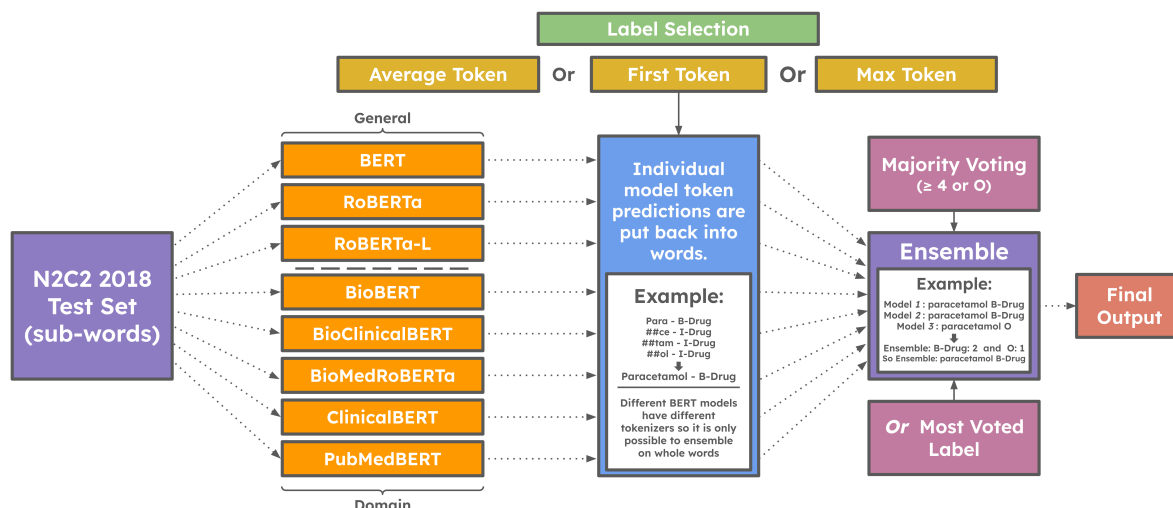 Label Selection
Average Token Or First Token Or Max Token
General
BERT
RoBERTa
RoBERTa-L
BioBERT
BioClinicalBERT
BioMedRoBERTa
ClinicalBERT
PubMedBERT
Domain
N2C2 2018
Test Set
(sub-words)
Individual
model token
predictions are
put back into
words.
Example:
Para - B-Drug
##ce - I-Drug
##tam - I-Drug
##ol - I-Drug
Paracetamol - B-Drug
Different BERT models
have different
tokenizers so it is only
possible to ensemble
on whole words
Majority Voting
(≥ 4 or O)
Ensemble
Example:
Model 1 : paracetamol B-Drug
Model 2 : paracetamol B-Drug
Model 3 : paracetamol O
Ensemble: B-Drug: 2 and O: 1
So Ensemble: paracetamol B-Drug
Or Most Voted
Label
Final
Output